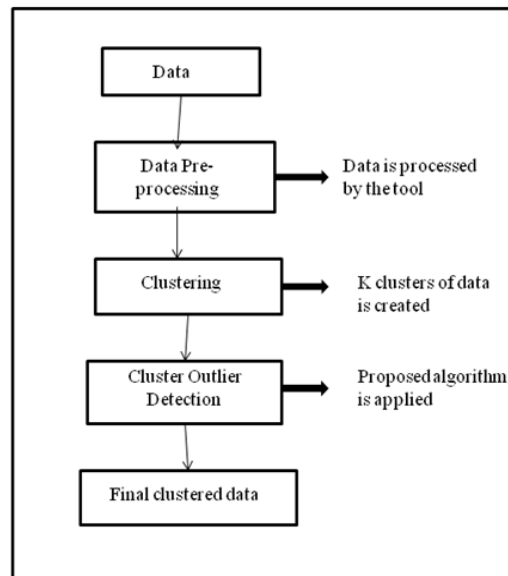 Data
Data Pre-
processing
Data is processed
by the tool
Clustering
K clusters of data
is created
Cluster Outlier
Detection
Proposed algorithm
is applied
Final clustered data